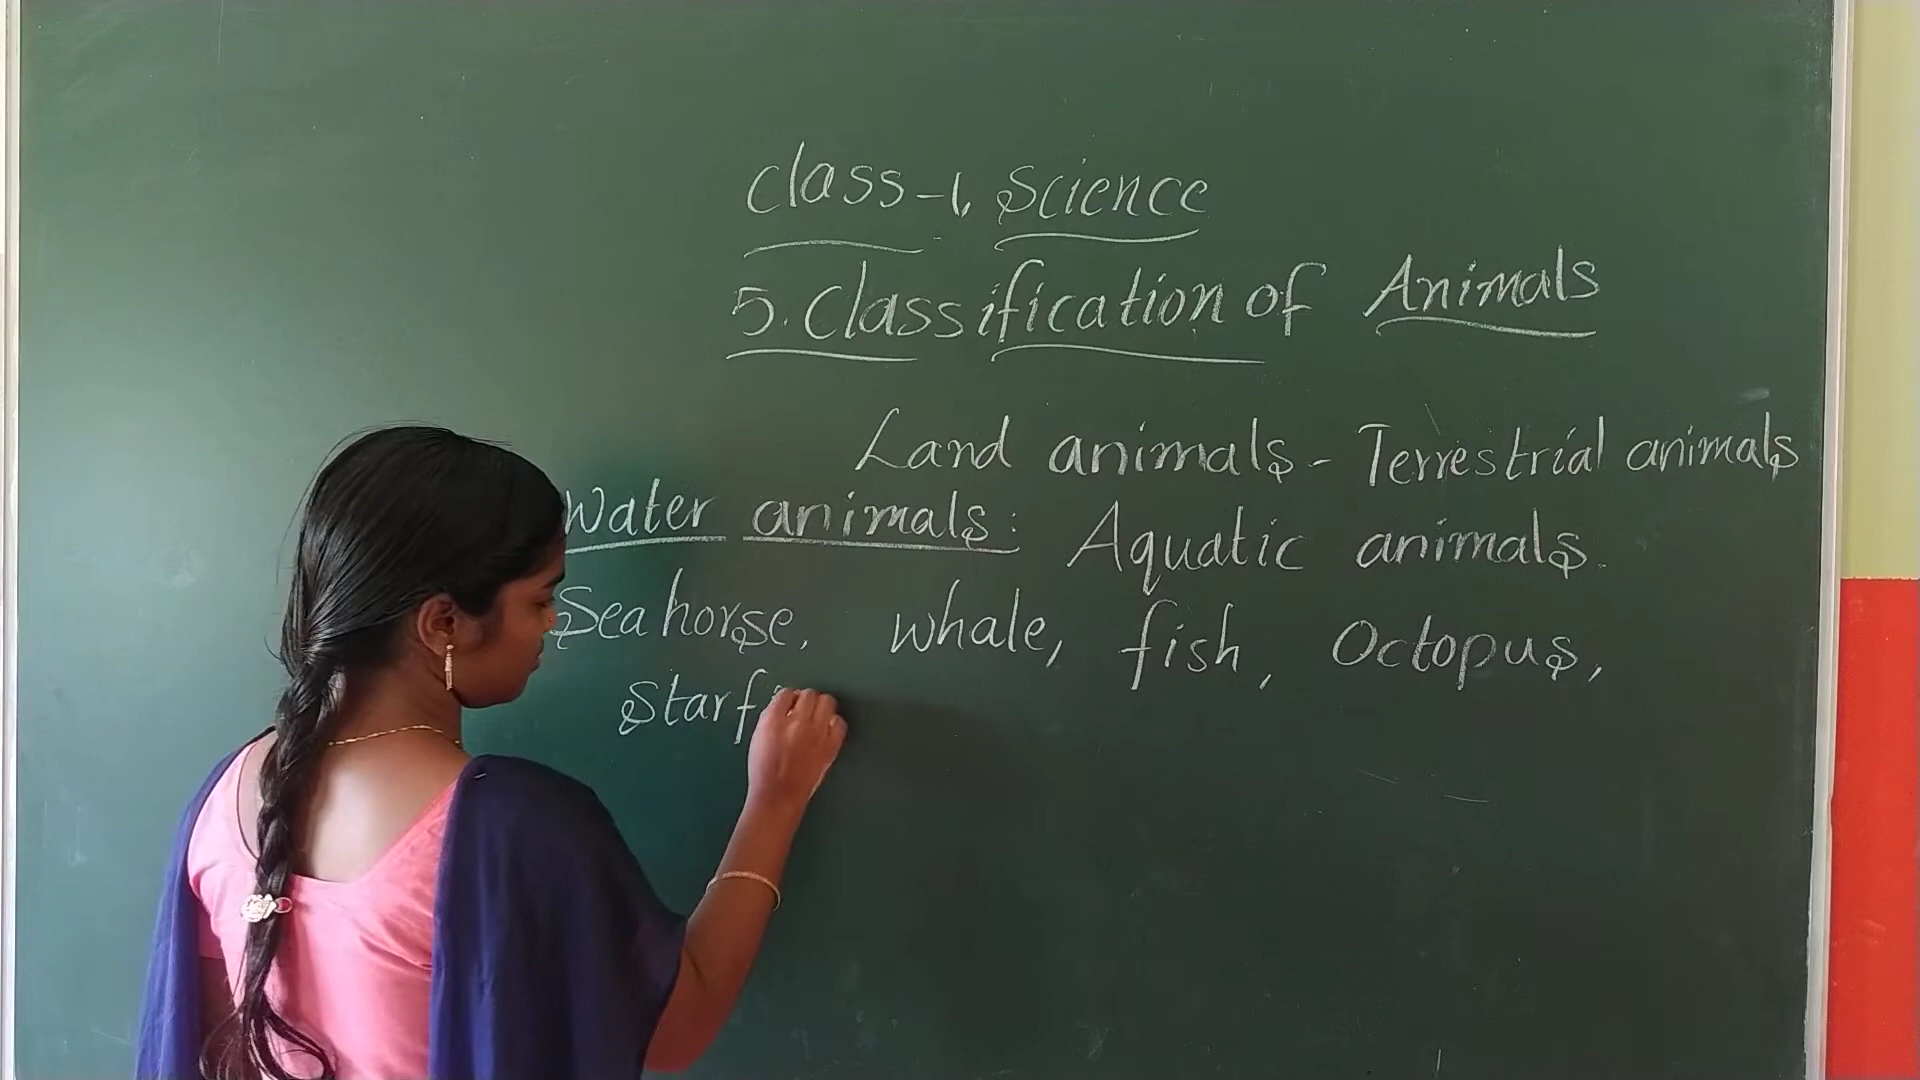 class-1, Science
5. Classification of Animals
Land animals - Terrestrial animals
Water animals: Aquatic animals.
Seahorse, whale, fish, Octopus,
Starf